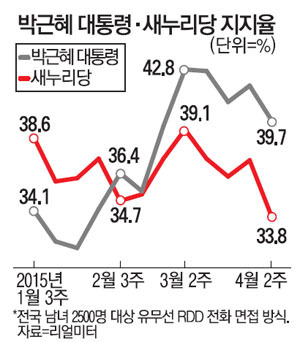 박근혜 대통령·새누리당 지지율
(단위=%)
박근혜 대통령
새누리당
42.8
38.6
39.1
36.4
39.7
34.1
34.7
33.8
2015년
1월 3주
2월 3주
3월 2주
4월 2주
*전국 남녀 2500명 대상 유무선 RDD 전화 면접 방식.
자료=리얼미터